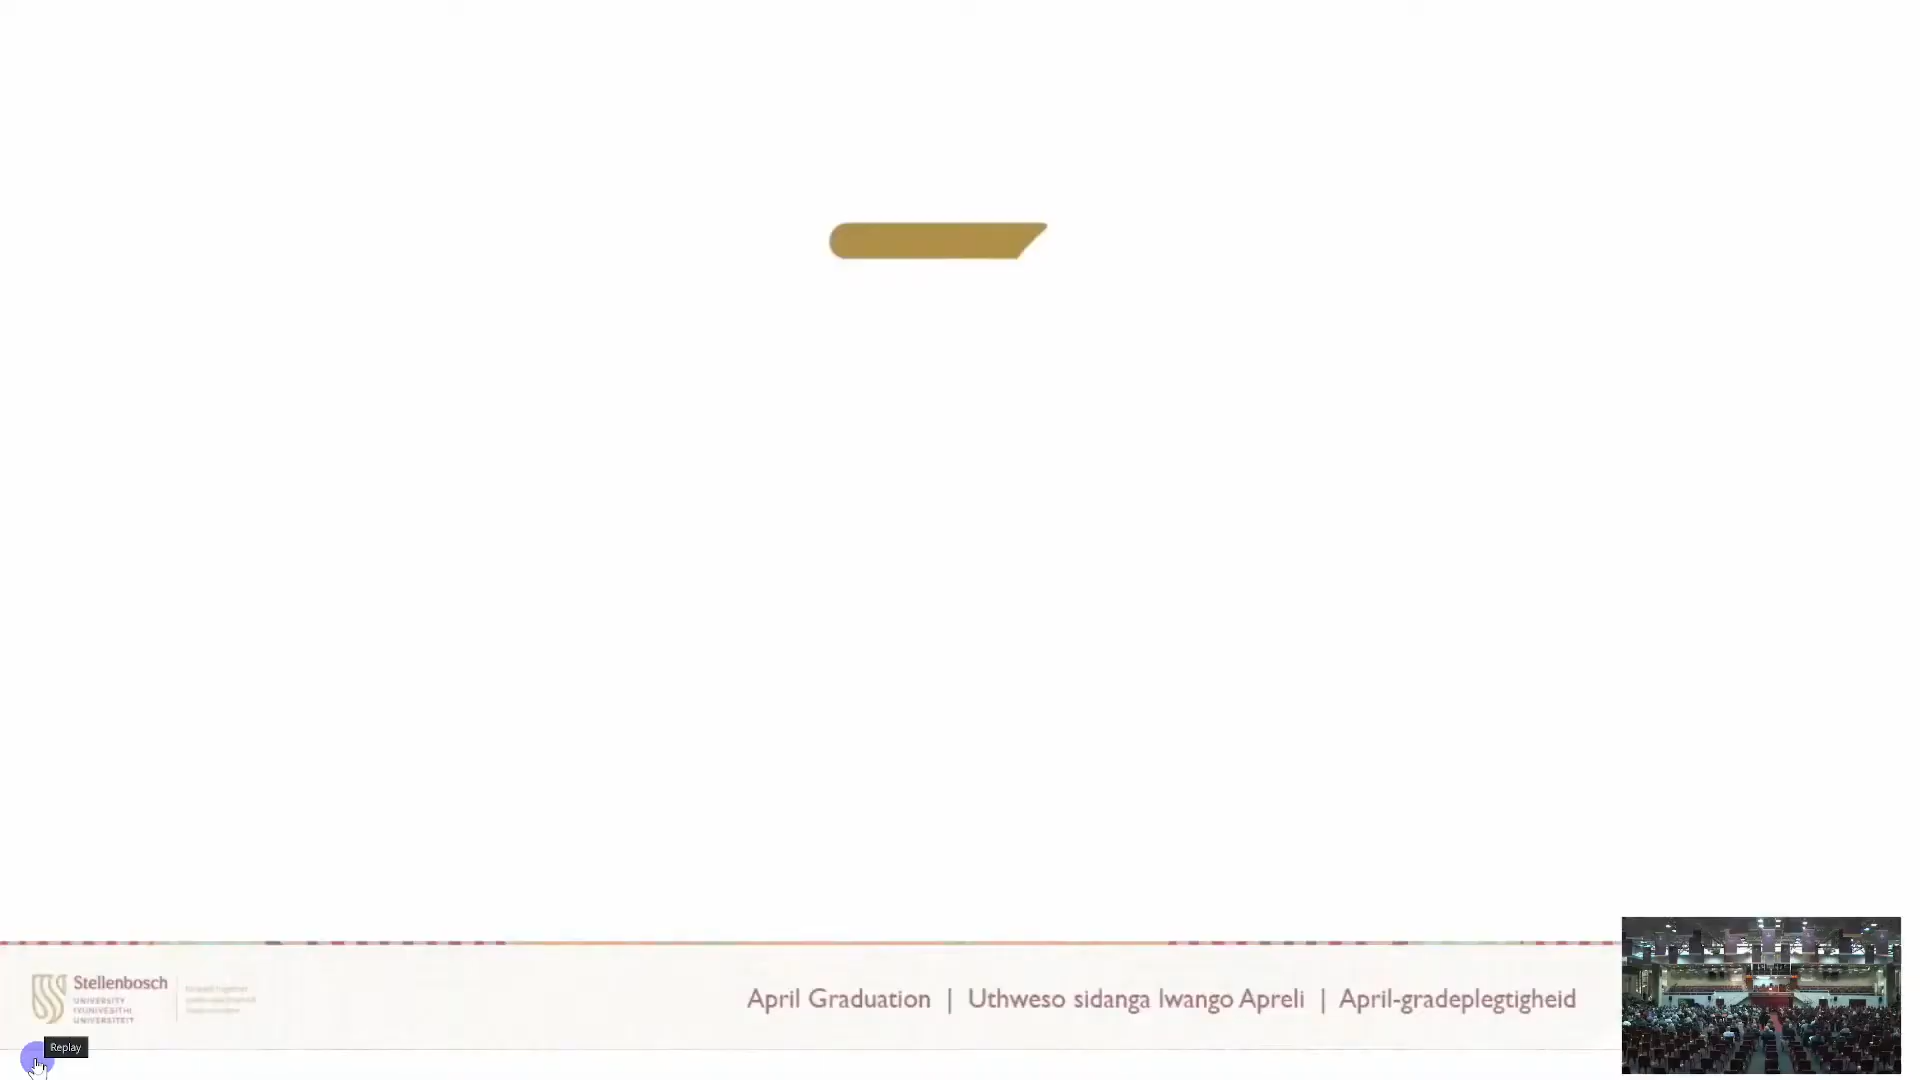 Stellenbosch
UNIVERSITY
IYUNIVESITHI
UNIVERSITEIT
April Graduation | Uthweso sidanga lwango Apreli | April-gradeplegtigheid
Replay